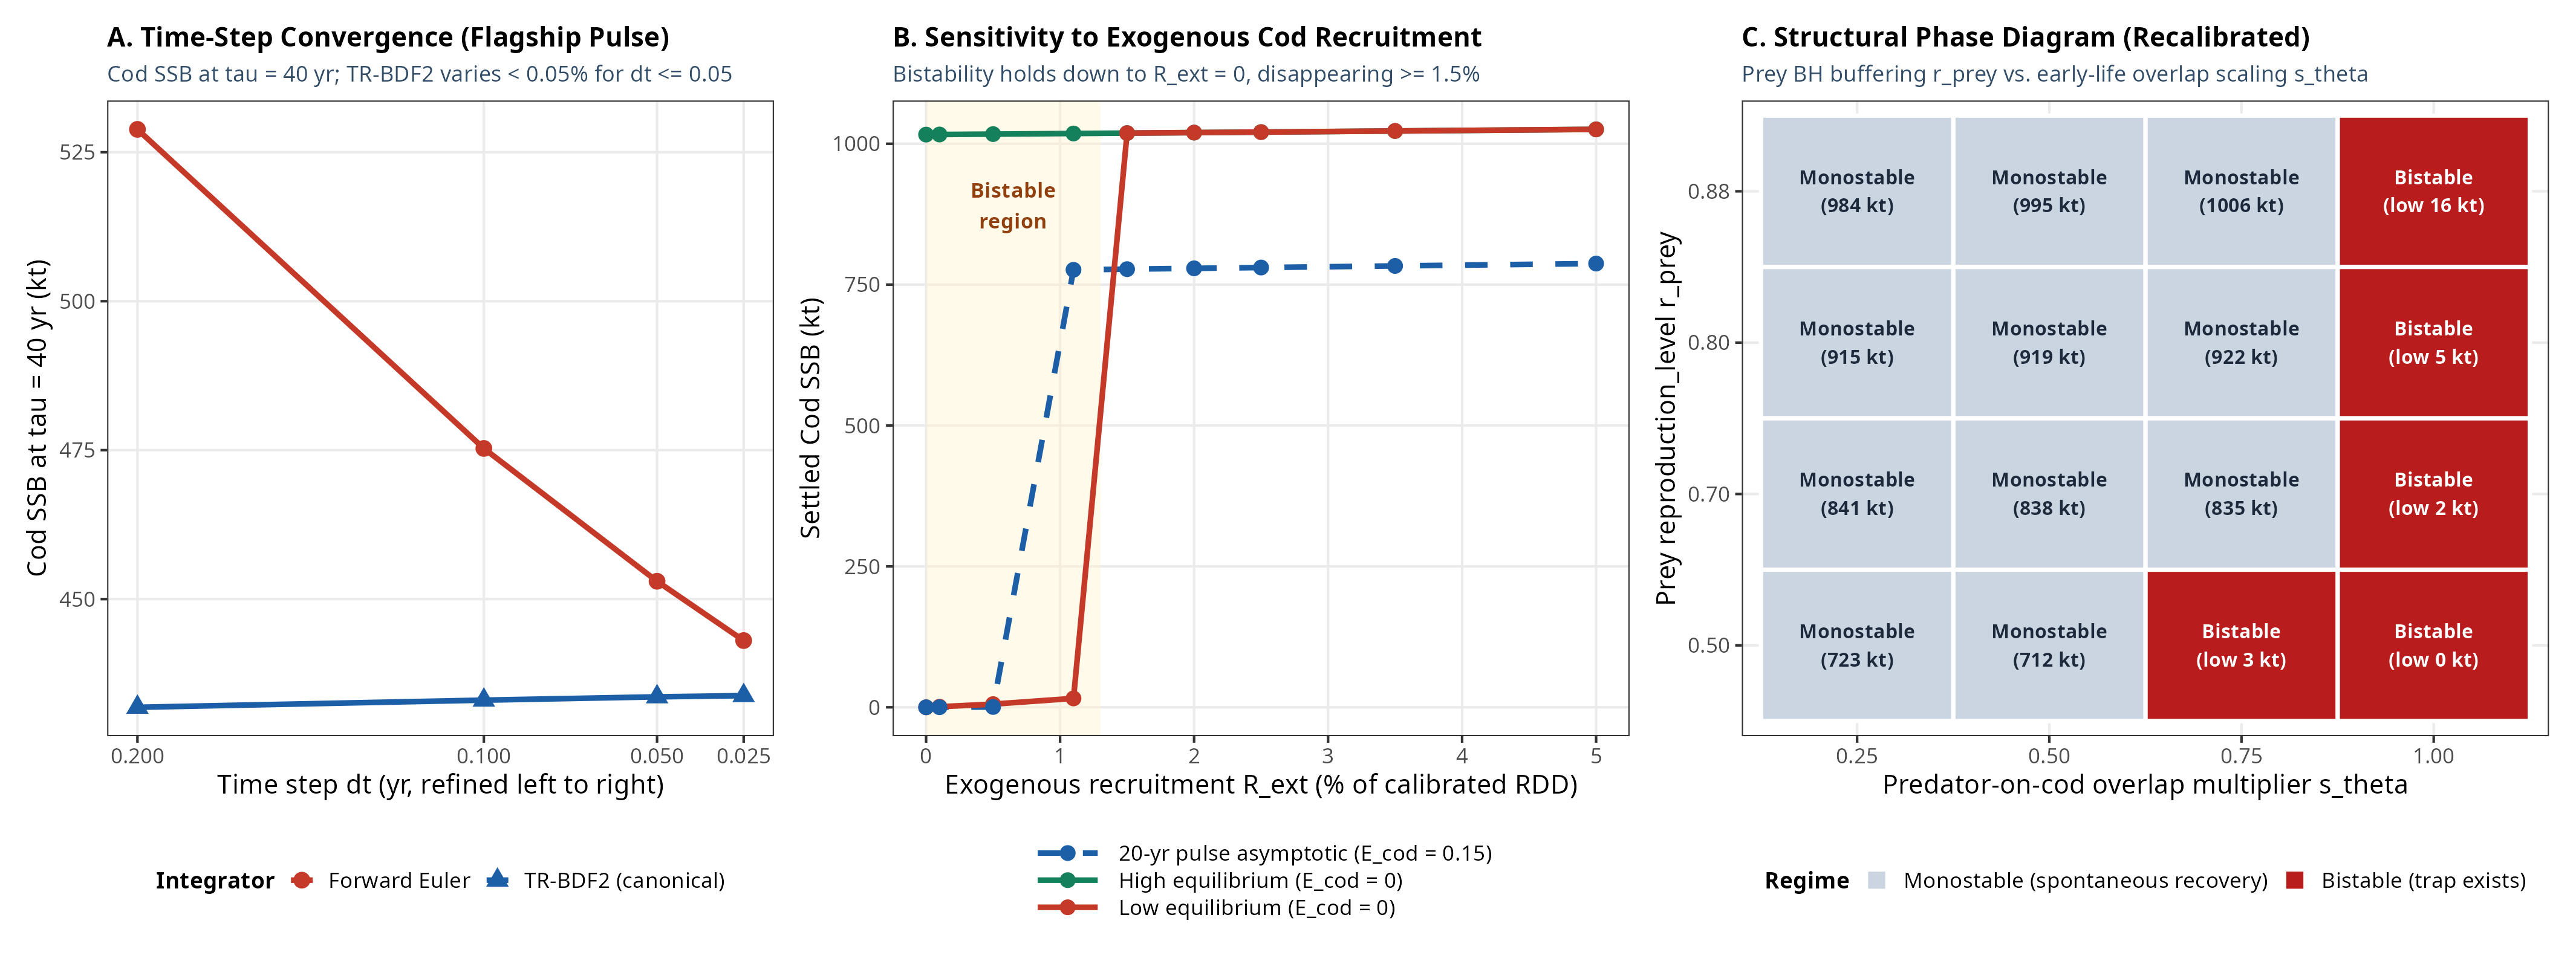 A. Time-Step Convergence (Flagship Pulse)
Cod SSB at tau = 40 yr; TR-BDF2 varies < 0.05% for dt <= 0.05
Cod SSB at tau = 40 yr (kt)
525
500
475
450
0.200
0.100
0.050
0.025
Time step dt (yr, refined left to right)
Integrator
Forward Euler
TR-BDF2 (canonical)
B. Sensitivity to Exogenous Cod Recruitment
Bistability holds down to R_ext = 0, disappearing >= 1.5%
Settled Cod SSB (kt)
1000
750
500
250
0
Bistable
region
0
1
2
3
4
5
Exogenous recruitment R_ext (% of calibrated RDD)
20-yr pulse asymptotic (E_cod = 0.15)
High equilibrium (E_cod = 0)
Low equilibrium (E_cod = 0)
C. Structural Phase Diagram (Recalibrated)
Prey BH buffering r_prey vs. early-life overlap scaling s_theta
Prey reproduction_level r_prey
0.88
Monostable
(984 kt)
Monostable
(995 kt)
Monostable
(1006 kt)
Bistable
(low 16 kt)
0.80
Monostable
(915 kt)
Monostable
(919 kt)
Monostable
(922 kt)
Bistable
(low 5 kt)
0.70
Monostable
(841 kt)
Monostable
(838 kt)
Monostable
(835 kt)
Bistable
(low 2 kt)
0.50
Monostable
(723 kt)
Monostable
(712 kt)
Bistable
(low 3 kt)
Bistable
(low 0 kt)
0.25
0.50
0.75
1.00
Predator-on-cod overlap multiplier s_theta
Regime
Monostable (spontaneous recovery)
Bistable (trap exists)